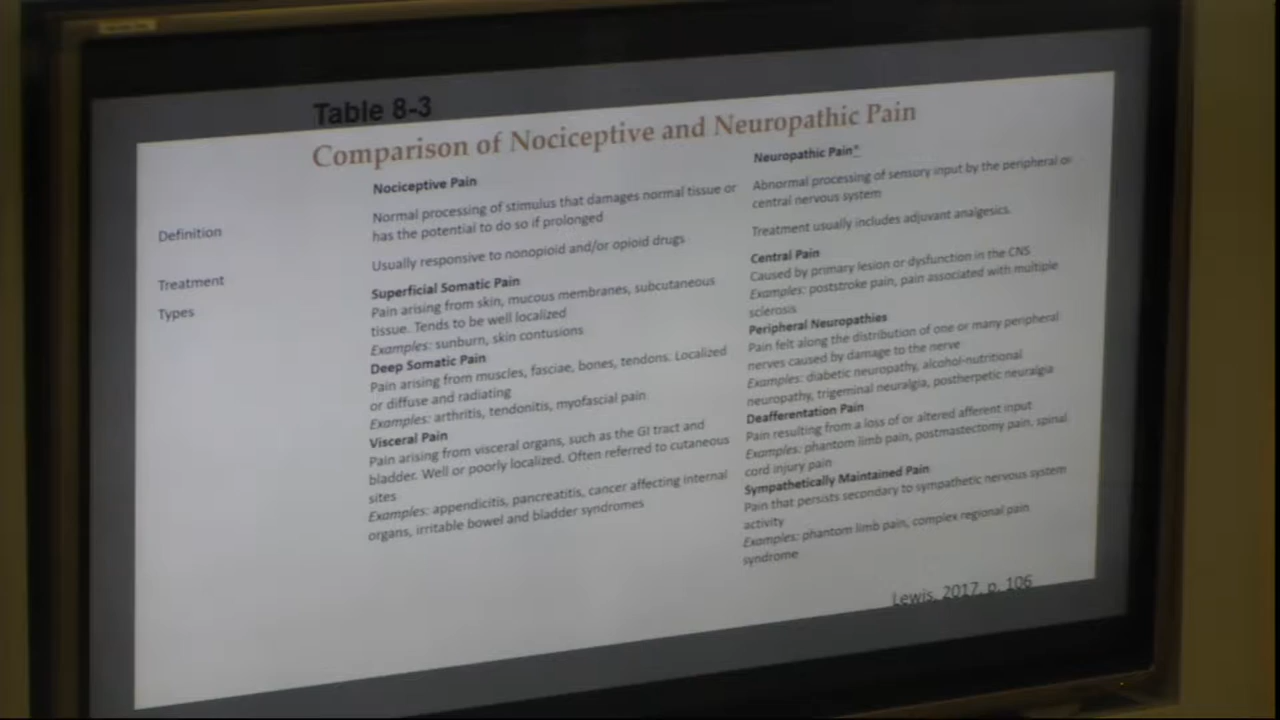 Table 8-3
Comparison of Nociceptive and Neuropathic Pain
Nociceptive Pain
Neuropathic Pain*
Definition
Normal processing of stimulus that damages normal tissue or
has the potential to do so if prolonged
Abnormal processing of sensory input by the peripheral or
central nervous system
Treatment
Usually responsive to nonopioid and/or opioid drugs
Treatment usually includes adjuvant analgesics.
Types
Superficial Somatic Pain
Pain arising from skin, mucous membranes, subcutaneous
tissue. Tends to be well localized
Examples: sunburn, skin contusions
Deep Somatic Pain
Pain arising from muscles, fasciae, bones, tendons. Localized
or diffuse and radiating
Examples: arthritis, tendonitis, myofascial pain
Visceral Pain
Pain arising from visceral organs, such as the GI tract and
bladder. Well or poorly localized. Often referred to cutaneous
sites
Examples: appendicitis, pancreatitis, cancer affecting internal
organs, irritable bowel and bladder syndromes
Central Pain
Caused by primary lesion or dysfunction in the CNS
Examples: poststroke pain, pain associated with multiple
sclerosis
Peripheral Neuropathies
Pain felt along the distribution of one or many peripheral
nerves caused by damage to the nerve
Examples: diabetic neuropathy, alcohol-nutritional
neuropathy, trigeminal neuralgia, postherpetic neuralgia
Deafferentation Pain
Pain resulting from a loss of or altered afferent input
Examples: phantom limb pain, postmastectomy pain, spinal
cord injury pain
Sympathetically Maintained Pain
Pain that persists secondary to sympathetic nervous system
activity
Examples: phantom limb pain, complex regional pain
syndrome
Lewis, 2017, p. 106